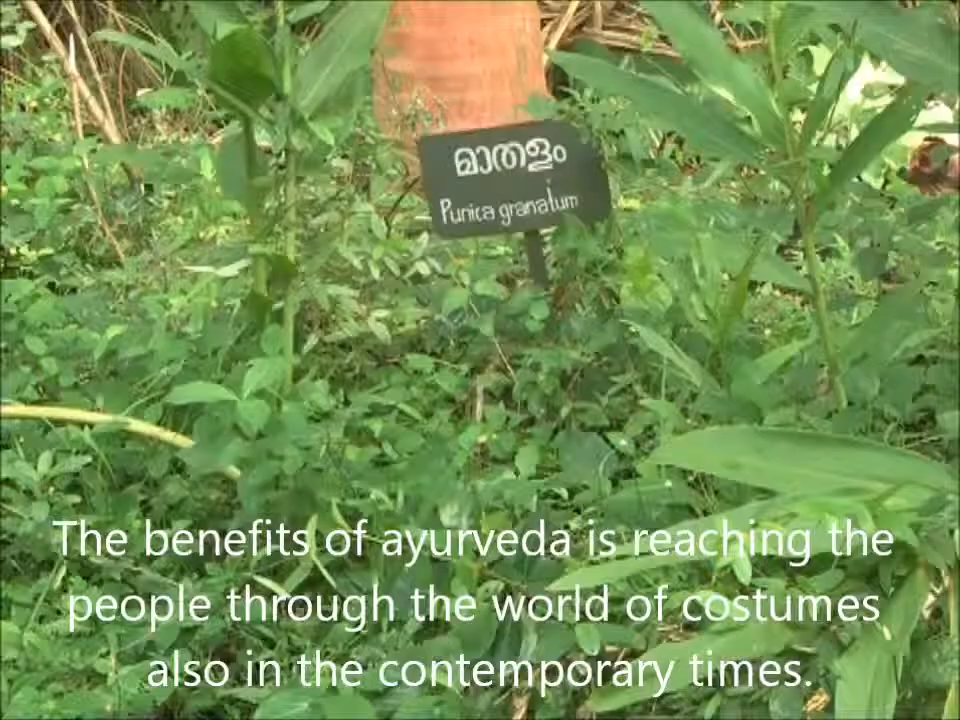 മാതളം
Punica granatum
The benefits of ayurveda is reaching the
people through the world of costumes
also in the contemporary times.